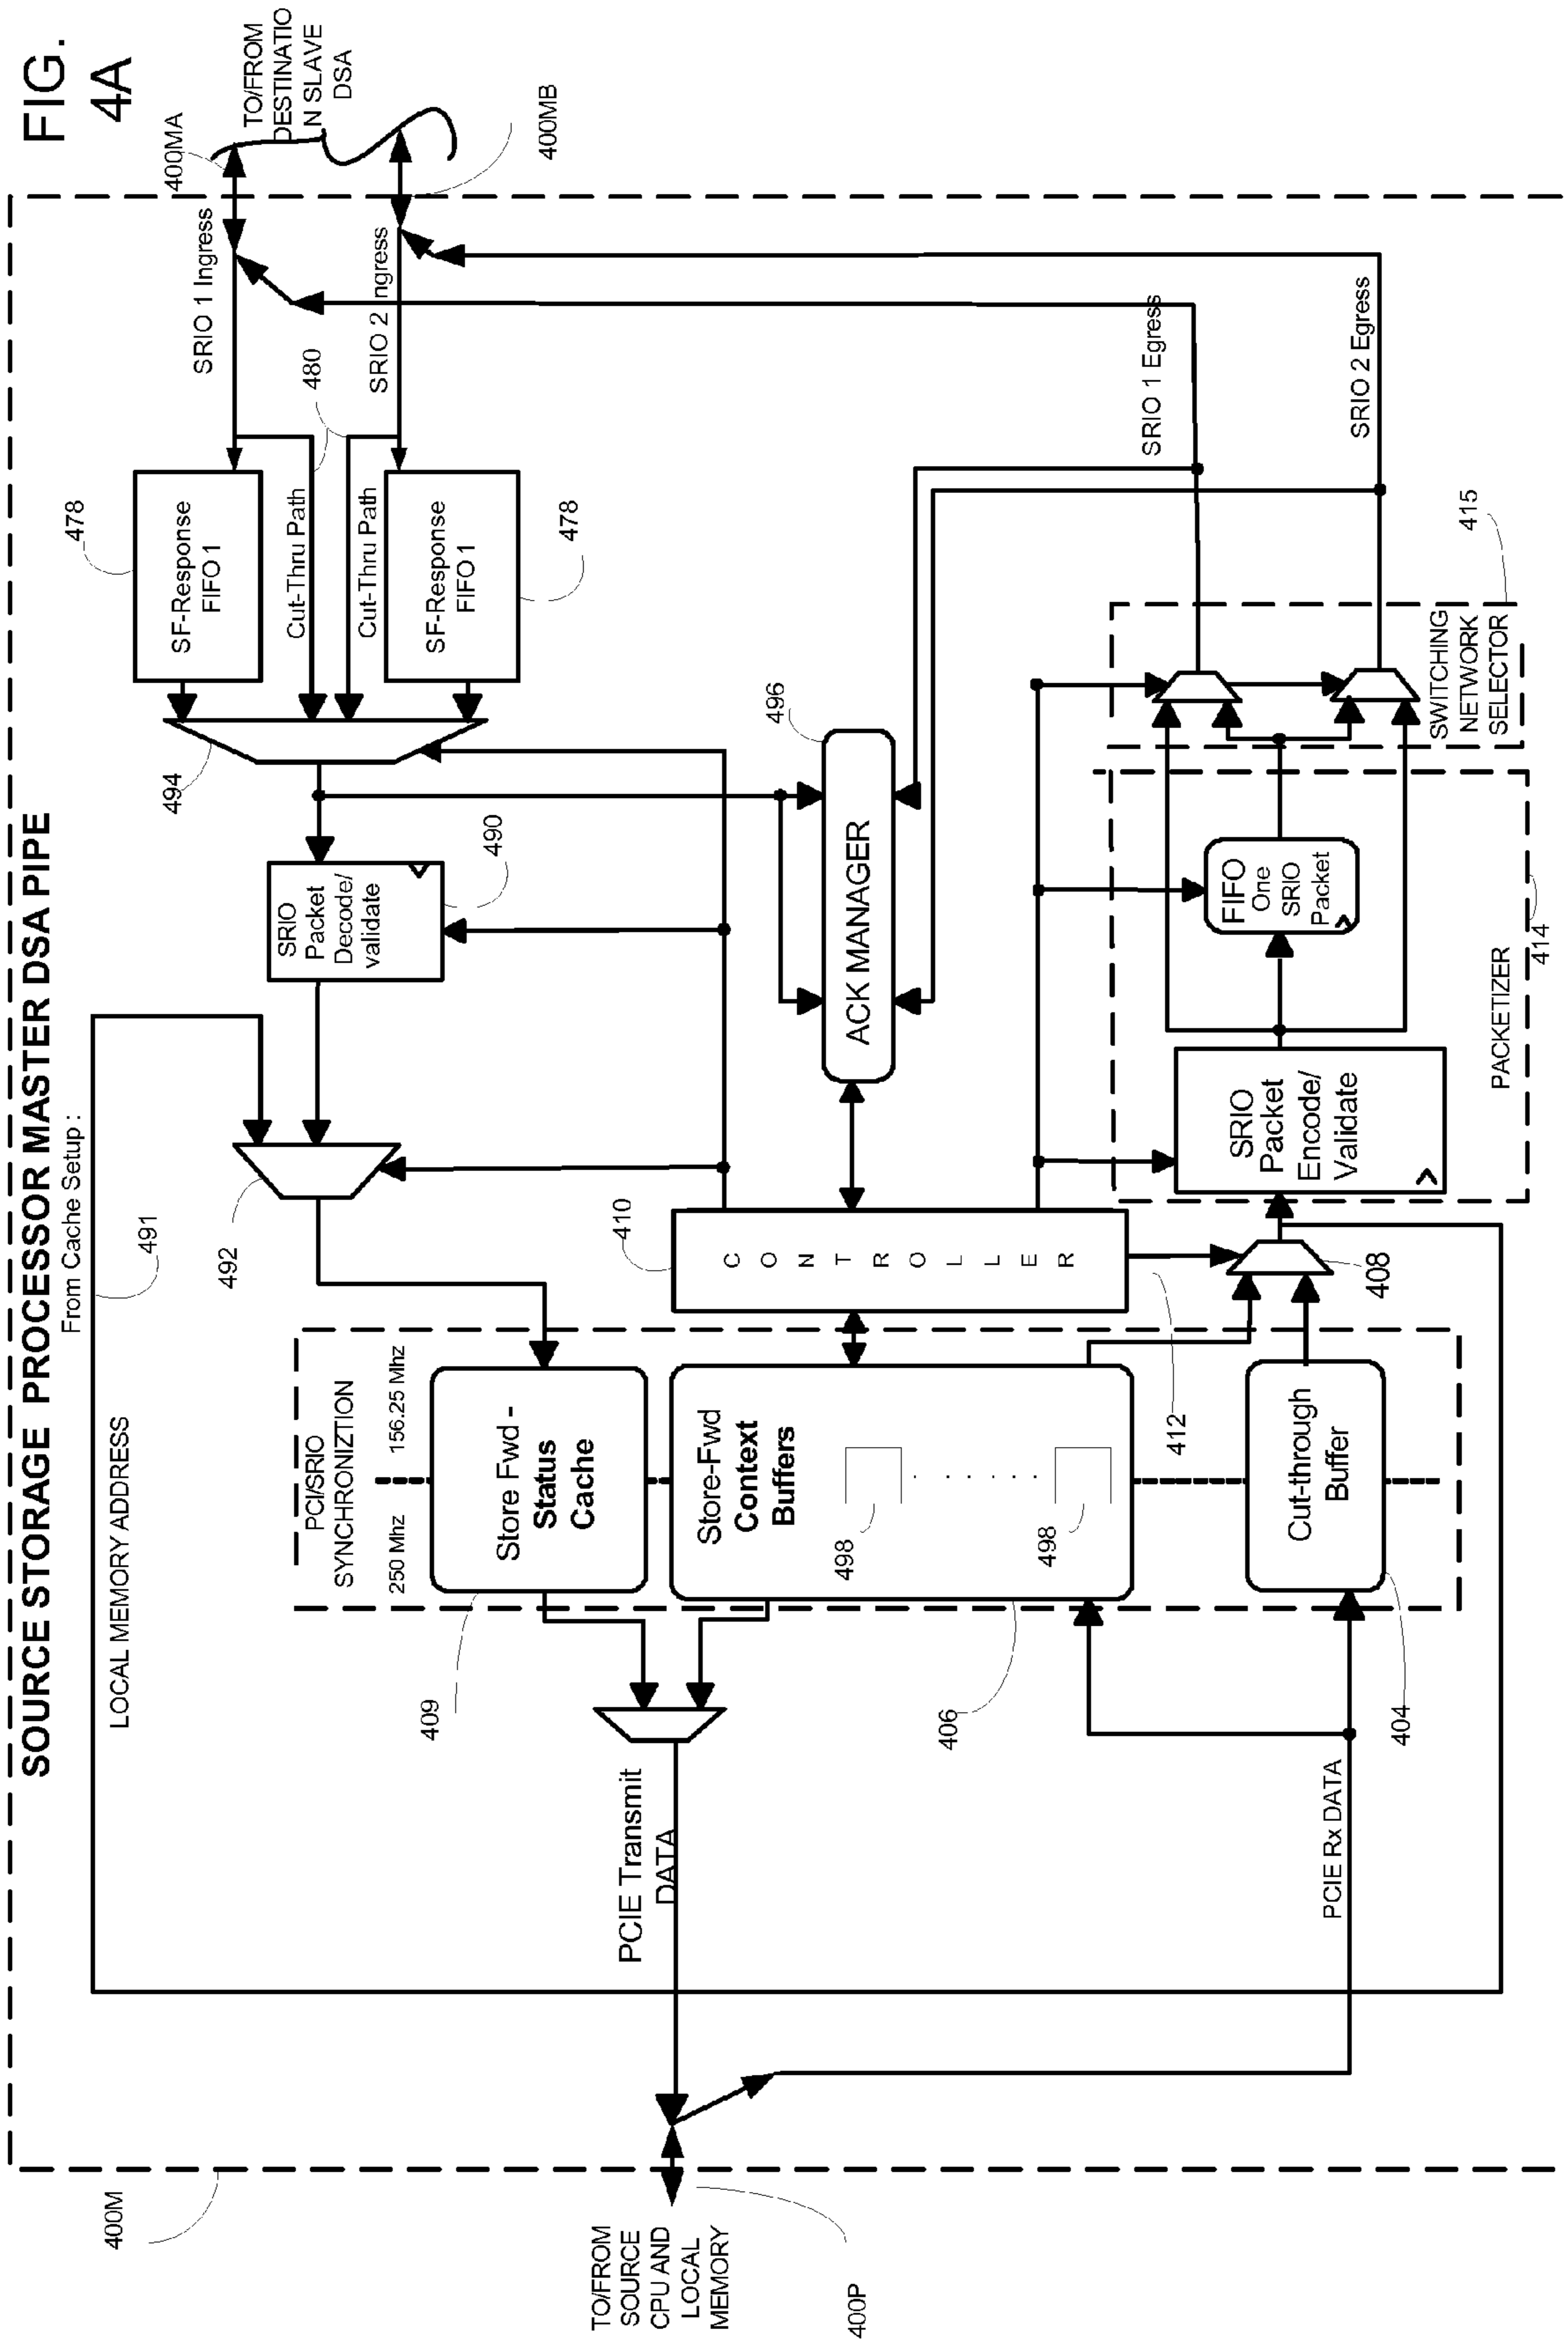 FIG.
4A
SOURCE STORAGE PROCESSOR MASTER DSA PIPE
From Cache Setup :
400M
491
LOCAL MEMORY ADDRESS
400MA
TO/FROM
DESTINATIO
N SLAVE
DSA
400MB
SRIO 1 Ingress
SRIO 2 ngress
480
478
SF-Response
FIFO 1
Cut-Thru Path
Cut-Thru Path
SF-Response
FIFO 1
478
494
SRIO
Packet
Decode/
validate
490
492
PCI/SRIO
SYNCHRONIZTION
250 Mhz
156.25 Mhz
Store Fwd -
Status
Cache
409
Store-Fwd
Context
Buffers
498
498
406
Cut-through
Buffer
404
410
C O N T R O L L E R
412
408
496
ACK MANAGER
SRIO 1 Egress
SRIO 2 Egress
415
SWITCHING
NETWORK
SELECTOR
FIFO
One
SRIO
Packet
SRIO
Packet
Encode/
Validate
PACKETIZER
414
PCIE Transmit
DATA
PCIE Rx DATA
TO/FROM
SOURCE
CPU AND
LOCAL
MEMORY
400P